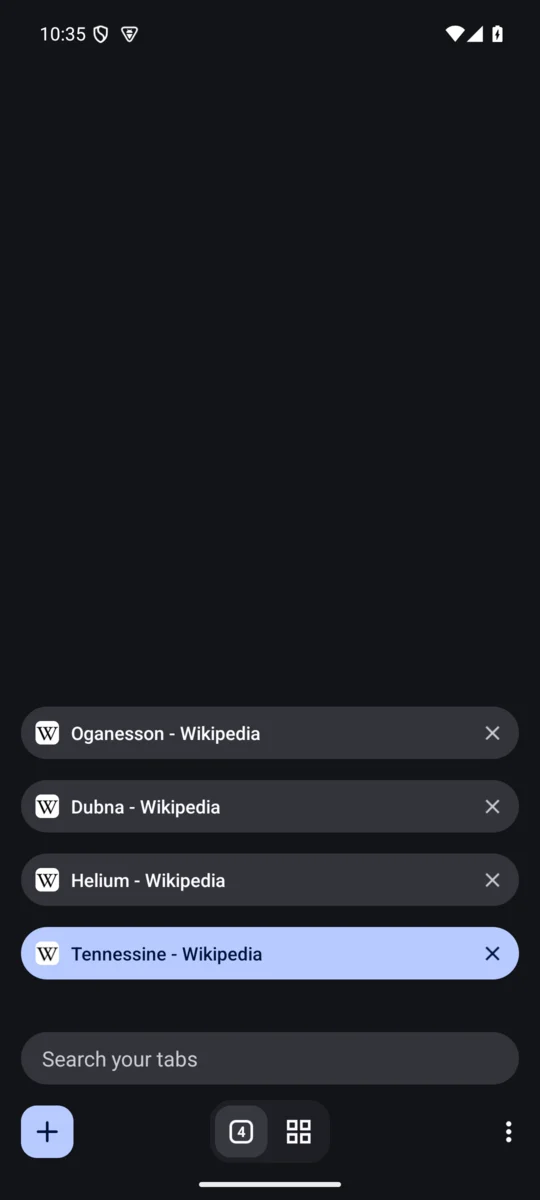 10:35
W Oganesson - Wikipedia
W Dubna - Wikipedia
W Helium - Wikipedia
W Tennessine - Wikipedia
Search your tabs
4